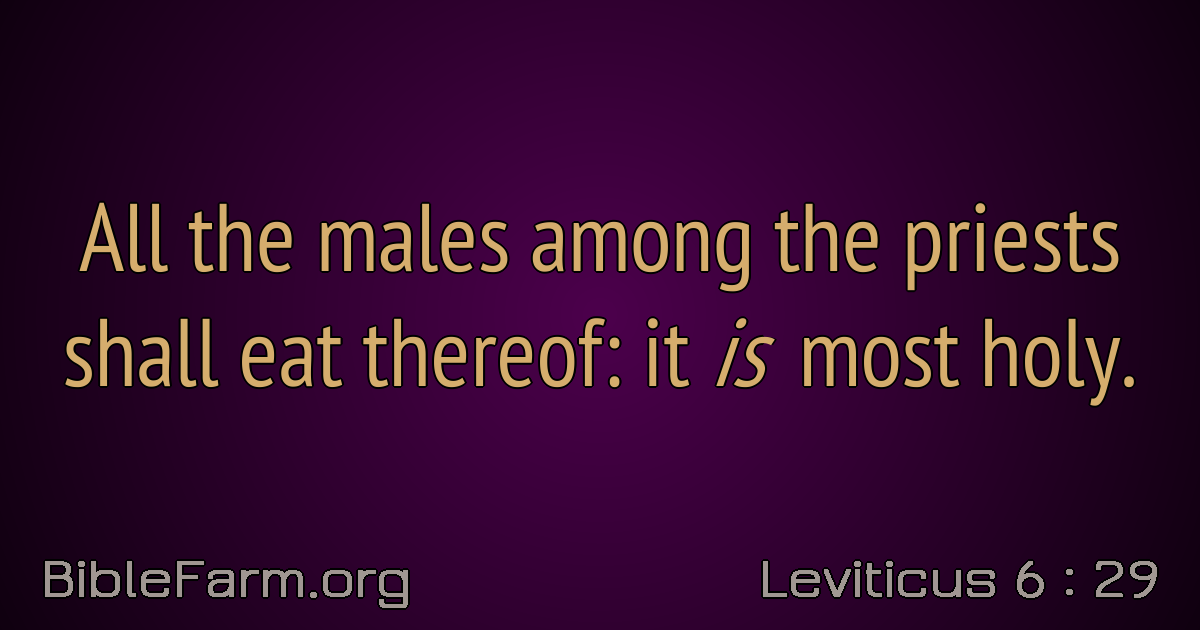 All the males among the priests
shall eat thereof: it is most holy.
BibleFarm.org
Leviticus 6 : 29